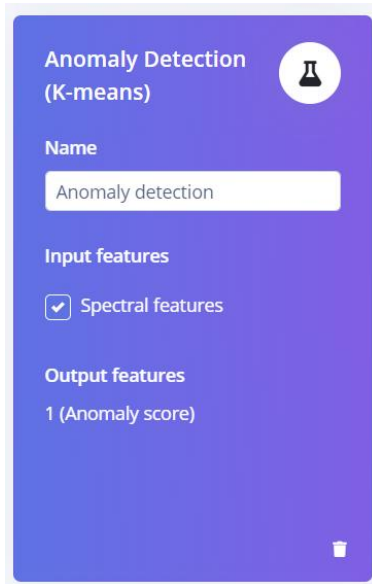 Anomaly Detection
(K-means)
Name
Anomaly detection
Input features
Spectral features
Output features
1 (Anomaly score)